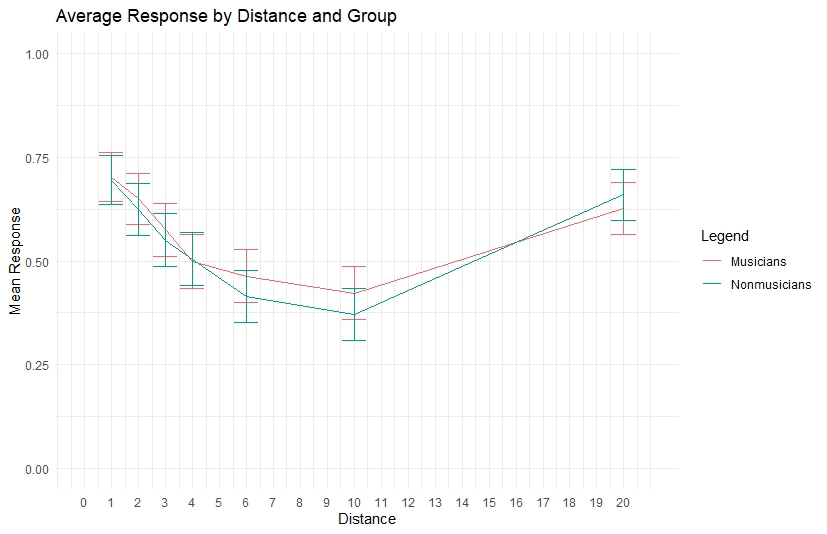 Average Response by Distance and Group
1.00
0.75
0.50
0.25
0.00
Mean Response
0 1 2 3 4 5 6 7 8 9 10 11 12 13 14 15 16 17 18 19 20
Distance
Legend
Musicians
Nonmusicians